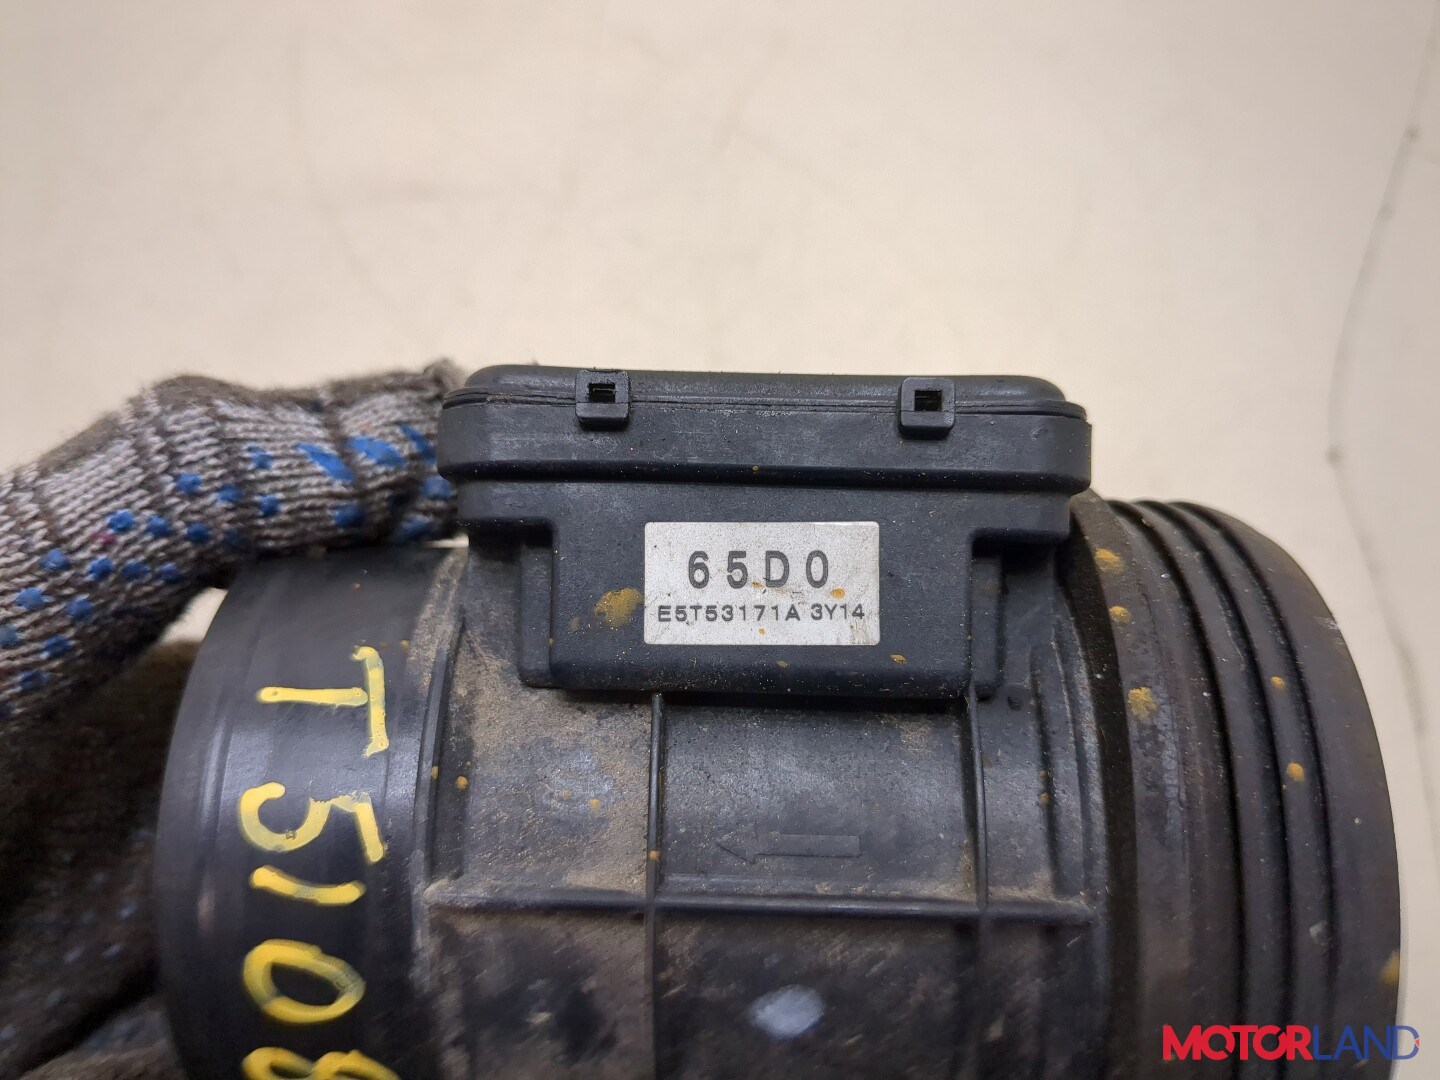 65D0
E5T53171A 3Y14
T5108
MOTORLAND